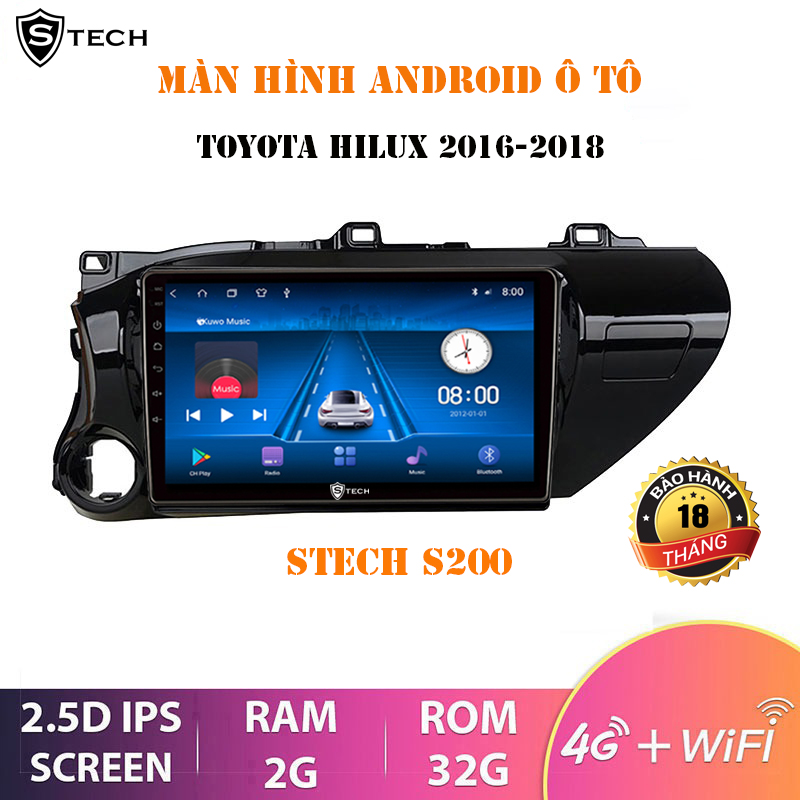 S TECH
MÀN HÌNH ANDROID Ô TÔ
TOYOTA HILUX 2016-2018
8:00
Kuwo Music
Music
08:00
2012-01-01
CH Play
Radio
Music
Bluetooth
S TECH
BẢO HÀNH
18
THÁNG
STECH S200
2.5D IPS
SCREEN
RAM
2G
ROM
32G
4G + WiFi